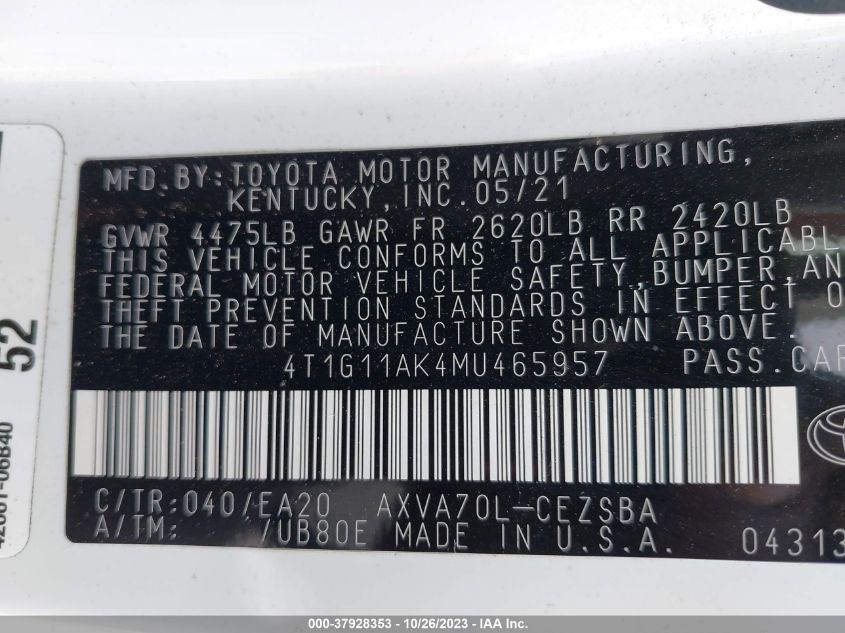 MFD.BY:TOYOTA MOTOR MANUFACTURING,
KENTUCKY,INC.05/21
GVWR 4475LB GAWR FR 2620LB RR 2420LB
THIS VEHICLE CONFORMS TO ALL APPLICABL
FEDERAL MOTOR VEHICLE SAFETY,BUMPER,AN
THEFT PREVENTION STANDARDS IN EFFECT O
THE DATE OF MANUFACTURE SHOWN ABOVE.
4T1G11AK4MU465957 PASS.CAR
C/TR:040/EA20 AXVA70L-CEZSBA
A/TM: /UB80E MADE IN U.S.A. 04313
52
000-37928353 - 10/26/2023 - IAA Inc.